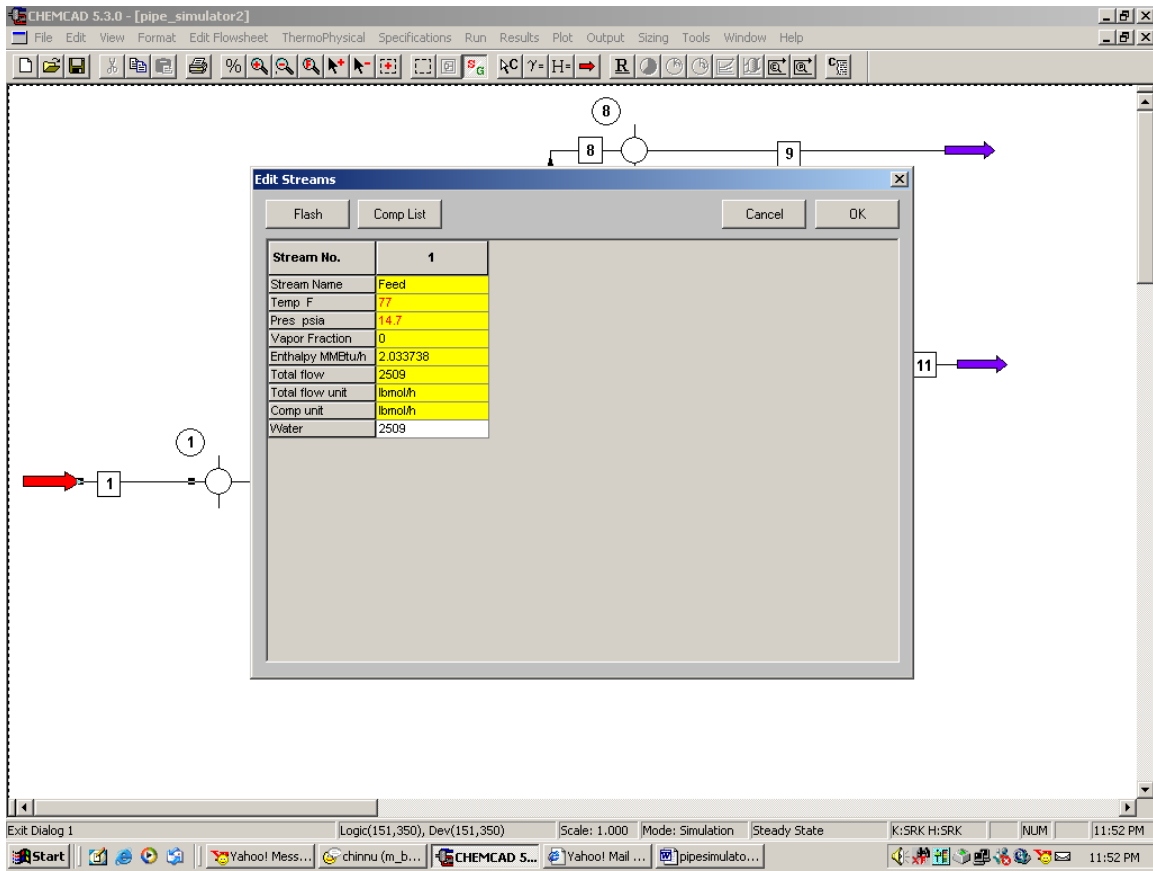 CHEMCAD 5.3.0 - [pipe_simulator2]
File Edit View Format Edit Flowsheet ThermoPhysical Specifications Run Results Plot Output Sizing Tools Window Help
% S G C γ= H= R C
8
8 9
Edit Streams
Flash Comp List Cancel OK
Stream No. 1
Stream Name Feed
Temp F 77
Pres psia 14.7
Vapor Fraction 0
Enthalpy MMBtu/h 2.033738
Total flow 2509
Total flow unit lbmol/h
Comp unit lbmol/h
Water 2509
11
1
1
Exit Dialog 1 Logic(151,350), Dev(151,350) Scale: 1.000 Mode: Simulation Steady State K:SRK H:SRK NUM 11:52 PM
Start Yahoo! Mess... chinnu (m_b... CHEMCAD 5... Yahoo! Mail ... pipesimulato... 11:52 PM